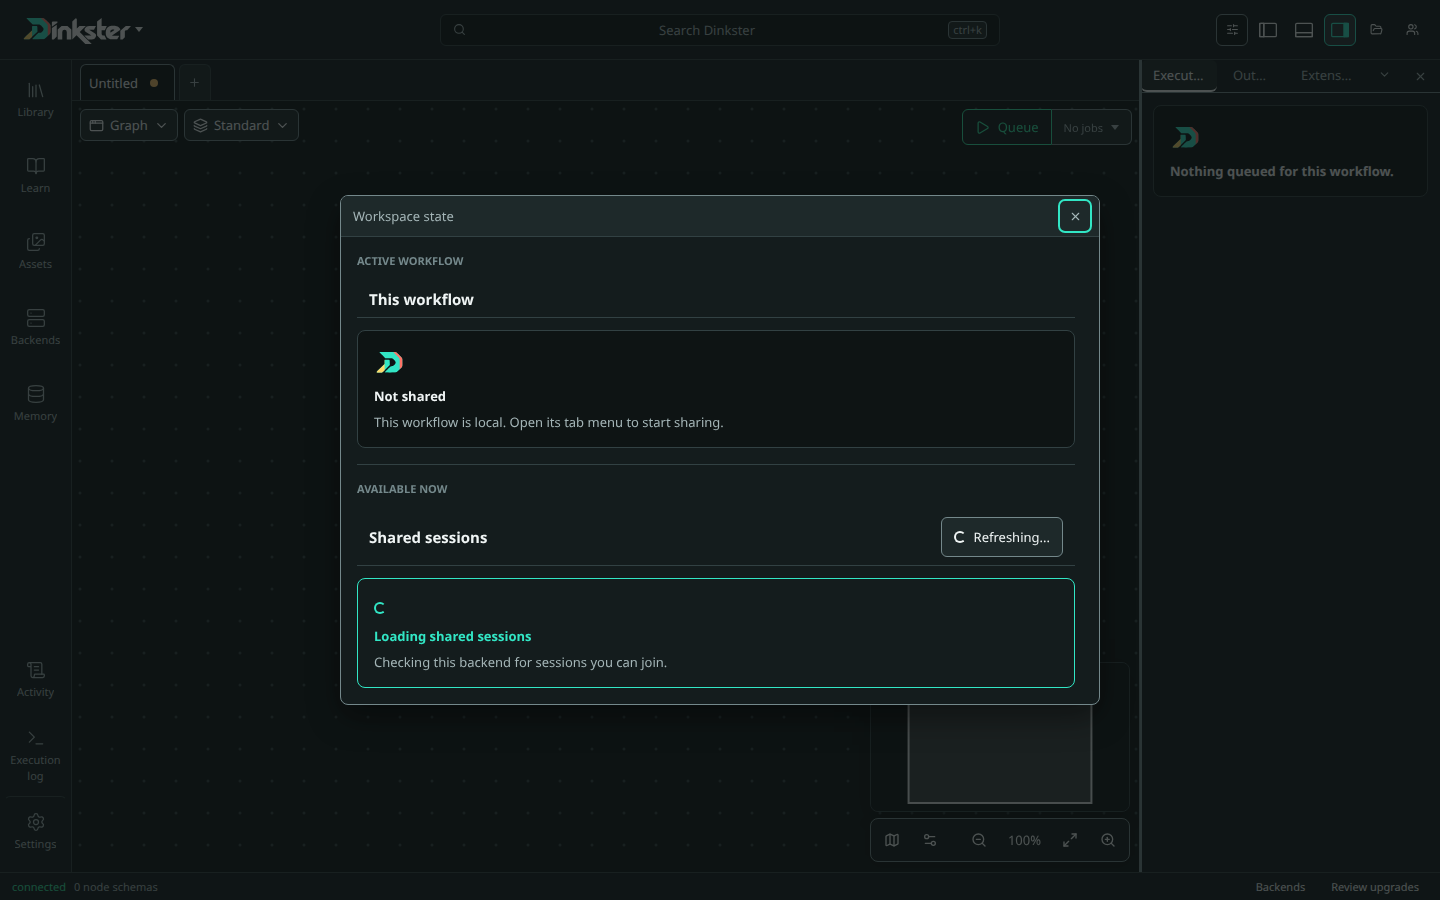 Dinkster
Search Dinkster
ctrl+k
Untitled
+
Execut...
Out...
Extens...
Library
Learn
Assets
Backends
Memory
Activity
Execution
log
Settings
Graph
Standard
Queue
No jobs
Nothing queued for this workflow.
Workspace state
ACTIVE WORKFLOW
This workflow
Not shared
This workflow is local. Open its tab menu to start sharing.
AVAILABLE NOW
Shared sessions
Refreshing...
Loading shared sessions
Checking this backend for sessions you can join.
100%
connected
0 node schemas
Backends
Review upgrades